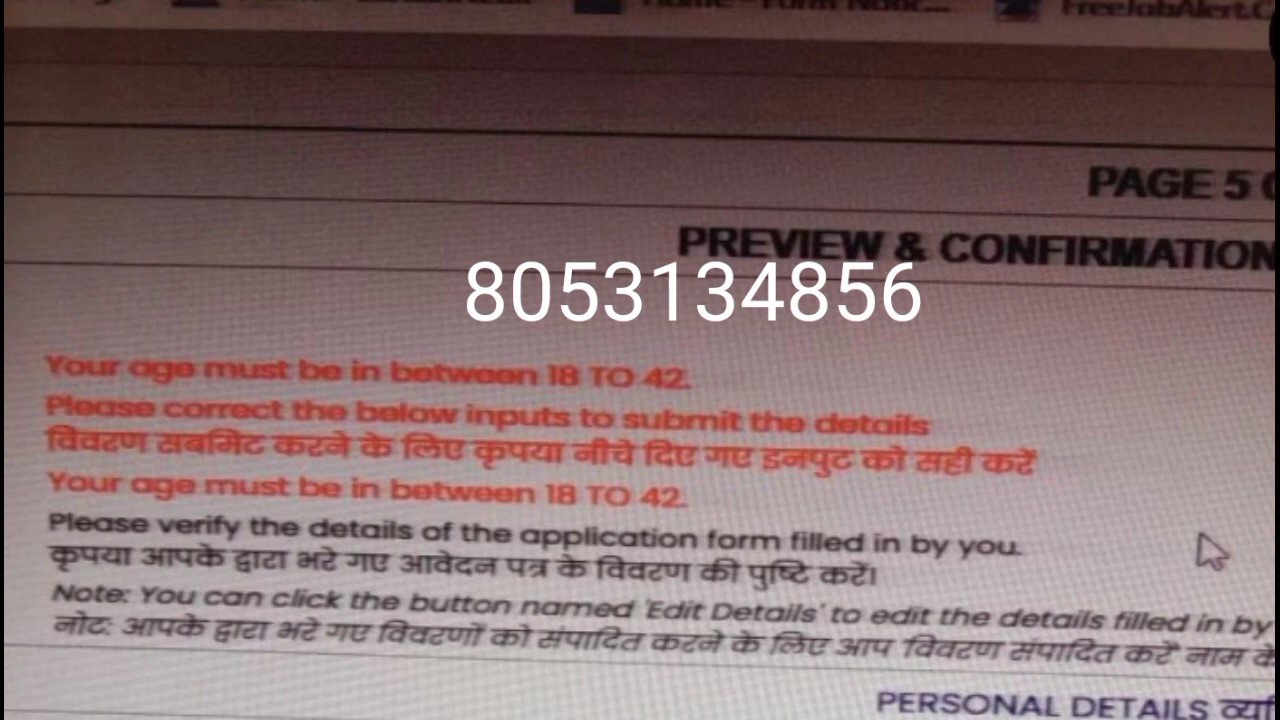 FreeJobAlert.C
PAGE 5
PREVIEW & CONFIRMATION
8053134856
Your age must be in between 18 TO 42.
Please correct the below inputs to submit the details
विवरण सबमिट करने के लिए कृपया नीचे दिए गए इनपुट को सही करें
Your age must be in between 18 TO 42.
Please verify the details of the application form filled in by you.
कृपया आपके द्वारा भरे गए आवेदन पत्र के विवरण की पुष्टि करें।
Note: You can click the button named 'Edit Details' to edit the details filled in by
नोट: आपके द्वारा भरे गए विवरणों को संपादित करने के लिए आप 'विवरण संपादित करें' नाम के
PERSONAL DETAILS